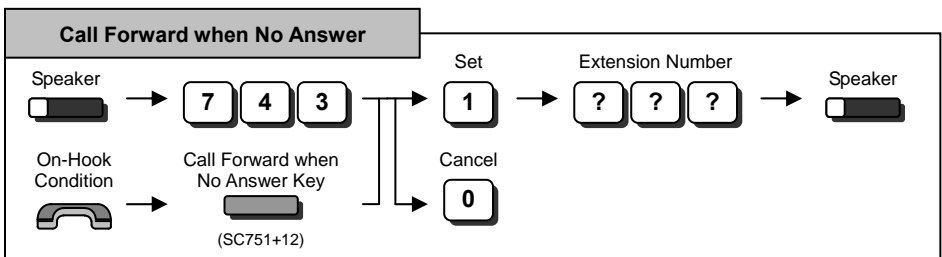 Call Forward when No Answer
Speaker
7 4 3
Set
1
Extension Number
? ? ?
Speaker
On-Hook
Condition
Call Forward when
No Answer Key
(SC751+12)
Cancel
0